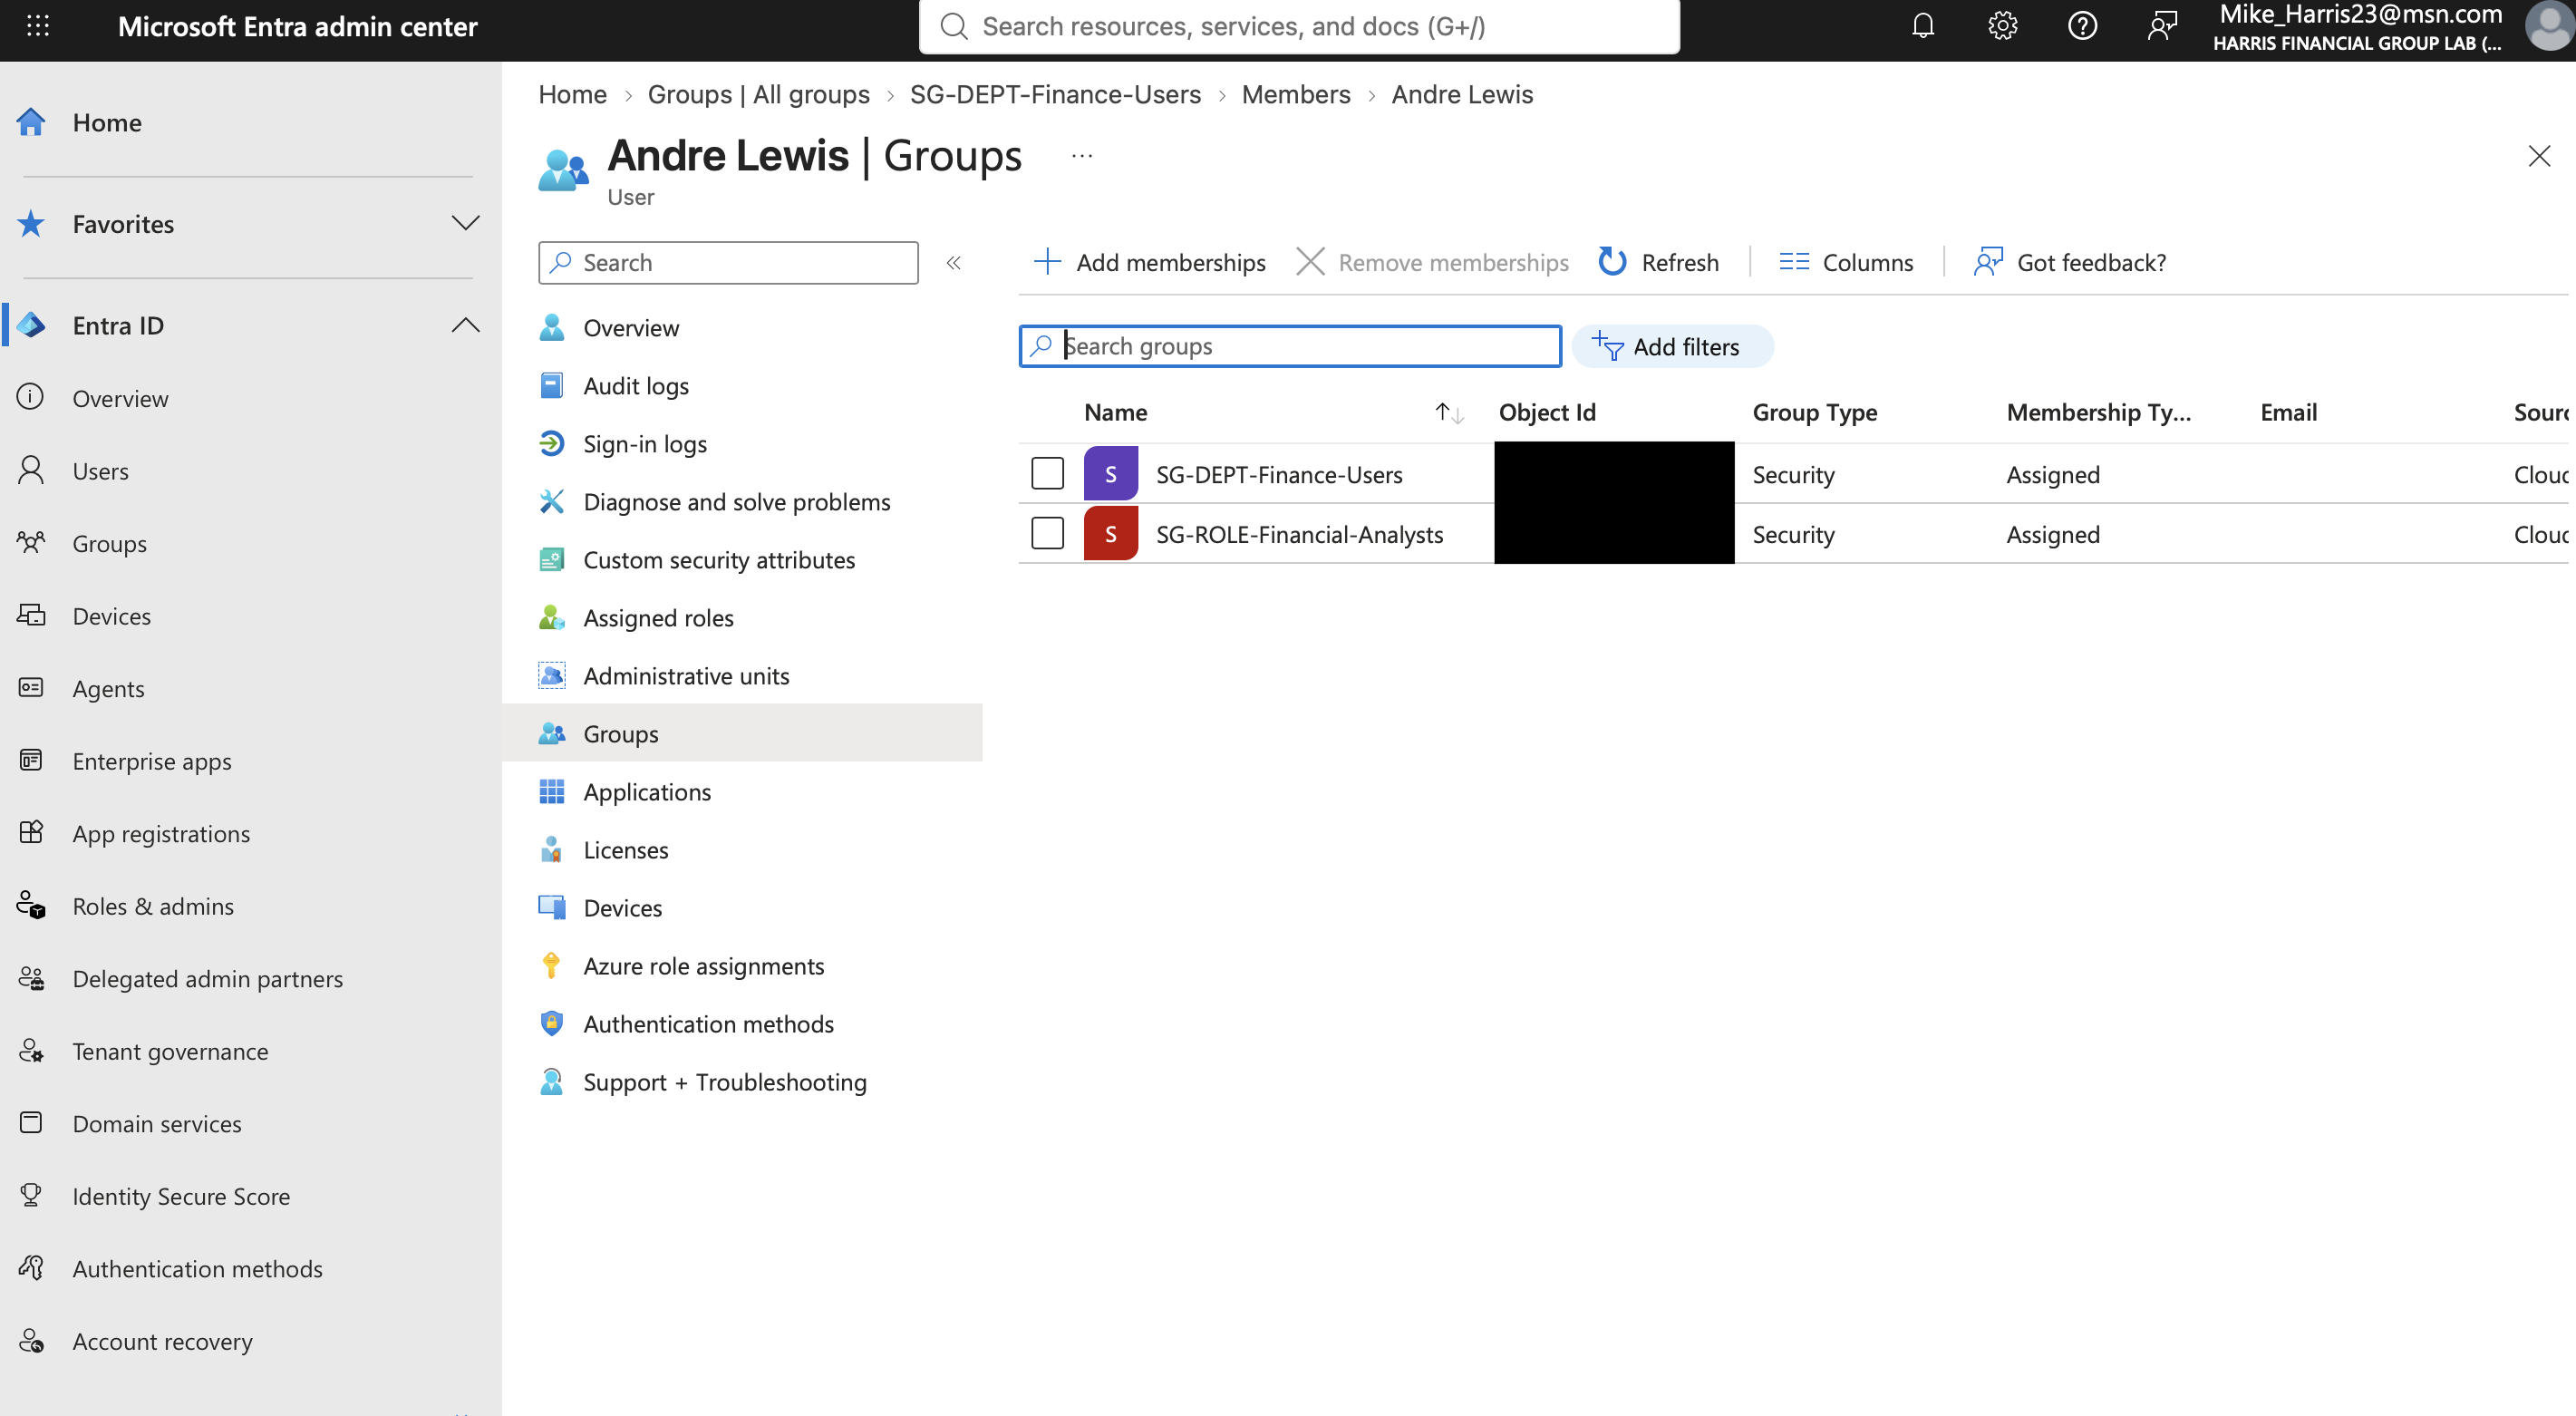 Microsoft Entra admin center
Search resources, services, and docs (G+/)
Mike_Harris23@msn.com
HARRIS FINANCIAL GROUP LAB (...
Home
Favorites
Entra ID
Overview
Users
Groups
Devices
Agents
Enterprise apps
App registrations
Roles & admins
Delegated admin partners
Tenant governance
Domain services
Identity Secure Score
Authentication methods
Account recovery
Home > Groups | All groups > SG-DEPT-Finance-Users > Members > Andre Lewis
Andre Lewis | Groups ...
User
Search
Overview
Audit logs
Sign-in logs
Diagnose and solve problems
Custom security attributes
Assigned roles
Administrative units
Groups
Applications
Licenses
Devices
Azure role assignments
Authentication methods
Support + Troubleshooting
Add memberships Remove memberships Refresh Columns Got feedback?
Search groups Add filters
Name Object Id Group Type Membership Ty... Email Sourc
S SG-DEPT-Finance-Users Security Assigned Cloud
S SG-ROLE-Financial-Analysts Security Assigned Cloud